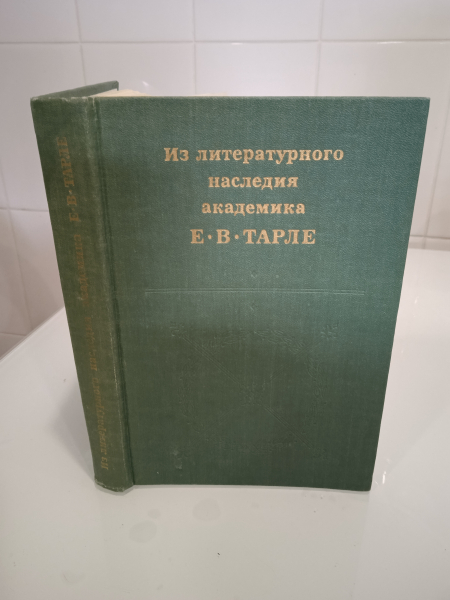 Из литературного
наследия
академика
Е·В·ТАРЛЕ
Из литературного наследия академика Е·В·ТАРЛЕ